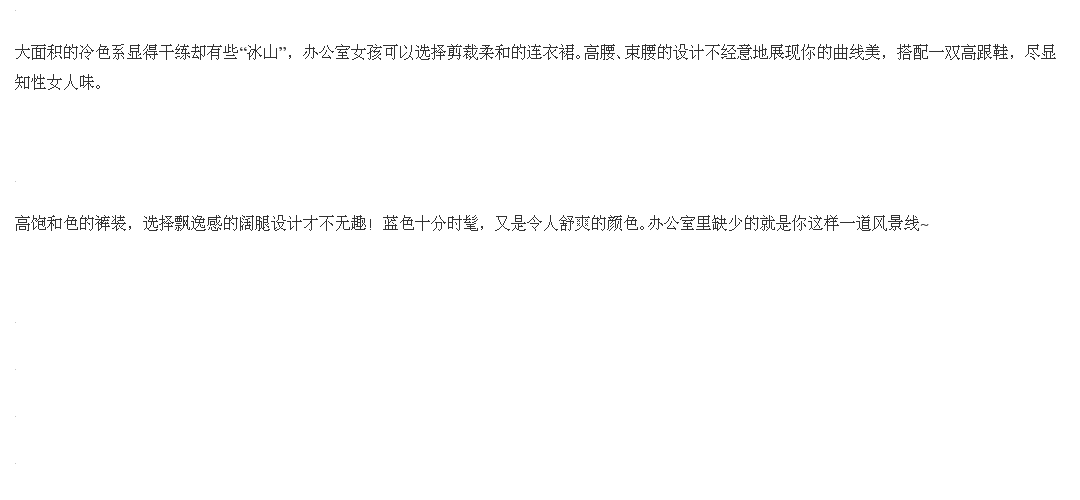 大面积的冷色系显得干练却有些“冰山”，办公室女孩可以选择剪裁柔和的连衣裙。高腰、束腰的设计不经意地展现你的曲线美，搭配一双高跟鞋，尽显
知性女人味。
高饱和色的裤装，选择飘逸感的阔腿设计才不无趣！蓝色十分时髦，又是令人舒爽的颜色。办公室里缺少的就是你这样一道风景线~